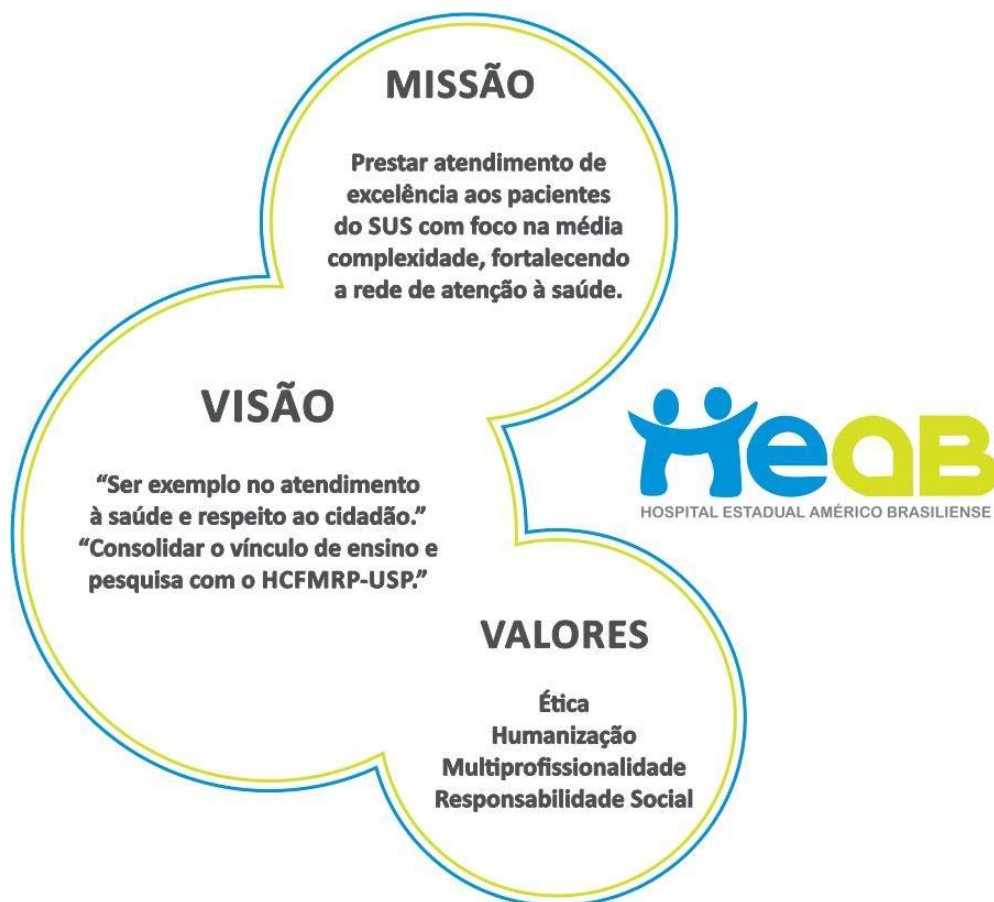 MISSÃO
Prestar atendimento de
excelência aos pacientes
do SUS com foco na média
complexidade, fortalecendo
a rede de atenção à saúde.
VISÃO
“Ser exemplo no atendimento
à saúde e respeito ao cidadão.”
“Consolidar o vínculo de ensino e
pesquisa com o HCFMRP-USP.”
HeaB
HOSPITAL ESTADUAL AMÉRICO BRASILIENSE
VALORES
Ética
Humanização
Multiprofissionalidade
Responsabilidade Social